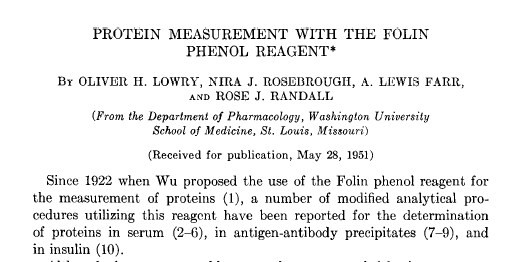 PROTEIN MEASUREMENT WITH THE FOLIN
PHENOL REAGENT*
By OLIVER H. LOWRY, NIRA J. ROSEBROUGH, A. LEWIS FARR,
AND ROSE J. RANDALL
(From the Department of Pharmacology, Washington University
School of Medicine, St. Louis, Missouri)
(Received for publication, May 28, 1951)
Since 1922 when Wu proposed the use of the Folin phenol reagent for
the measurement of proteins (1), a number of modified analytical pro-
cedures utilizing this reagent have been reported for the determination
of proteins in serum (2-6), in antigen-antibody precipitates (7-9), and
in insulin (10).